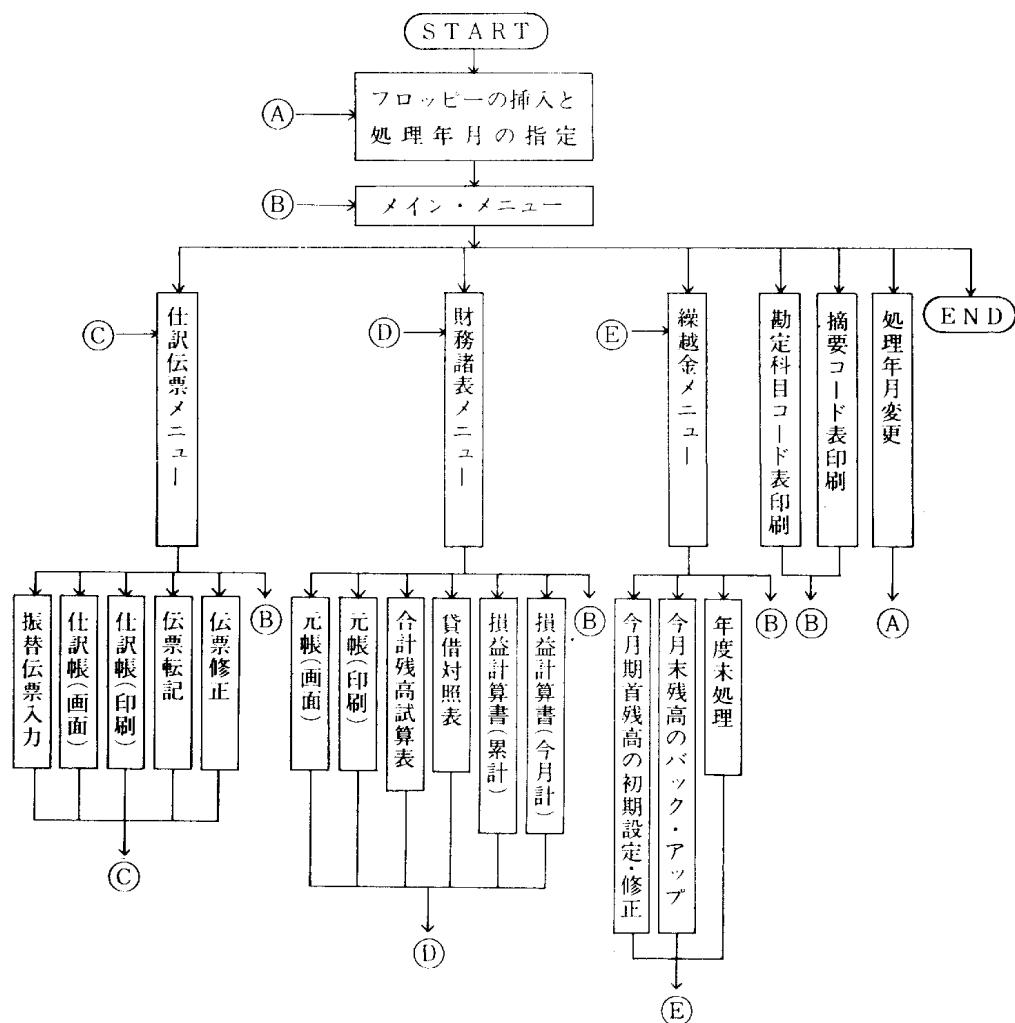 START
Ⓐ
フロッピーの挿入と
処理年月の指定
Ⓑ
メイン・メニュー
Ⓒ
仕訳伝票メニュー
Ⓓ
財務諸表メニュー
Ⓔ
繰越金メニュー
勘定科目コード表印刷
摘要コード表印刷
処理年月変更
END
振替伝票入力
仕訳帳(画面)
仕訳帳(印刷)
伝票転記
伝票修正
Ⓑ
元帳(画面)
元帳(印刷)
合計残高試算表
貸借対照表
損益計算書(累計)
損益計算書(今月計)
Ⓑ
今月期首残高の初期設定・修正
今月末残高のバック・アップ
年度末処理
Ⓑ
Ⓑ
Ⓐ
Ⓒ
Ⓓ
Ⓔ